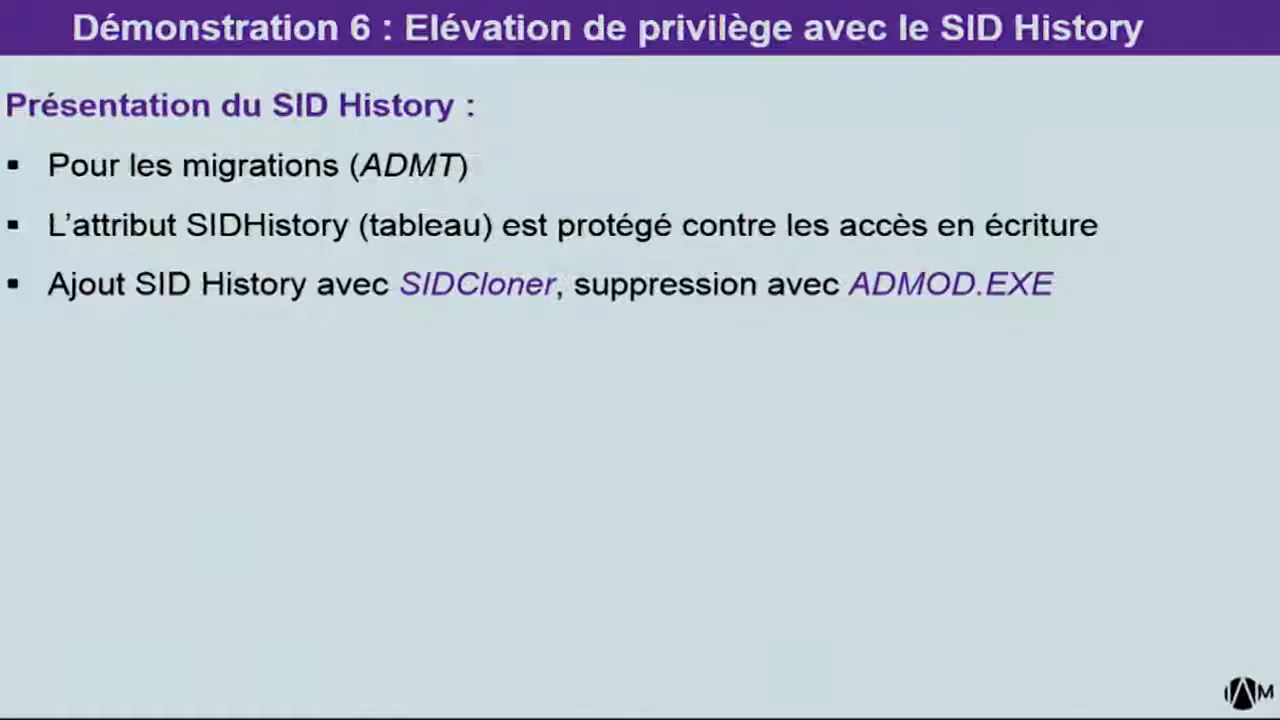 Démonstration 6 : Elévation de privilège avec le SID History
Présentation du SID History :
▪ Pour les migrations (ADMT)
▪ L'attribut SIDHistory (tableau) est protégé contre les accès en écriture
▪ Ajout SID History avec SIDCloner, suppression avec ADMOD.EXE
IAM